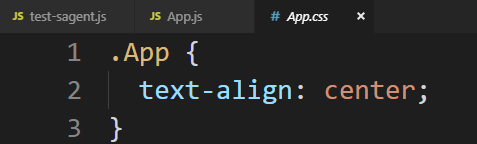 JS test-sagent.js JS App.js # App.css ×
1 .App {
2 text-align: center;
3 }